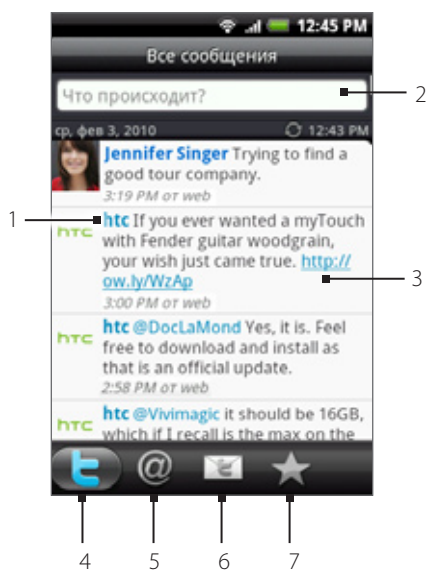 12:45 PM
Все сообщения
Что происходит?
2
ср, фев 3, 2010 12:43 PM
Jennifer Singer Trying to find a
good tour company.
3:19 PM от web
1
htc If you ever wanted a myTouch
hTC with Fender guitar woodgrain,
your wish just came true. http://
ow.ly/WzAp
3
3:00 PM от web
htc @DocLaMond Yes, it is. Feel
hTC free to download and install as
that is an official update.
2:58 PM от web
htc @Vivimagic it should be 16GB,
hTC which if I recall is the max on the
@
4 5 6 7